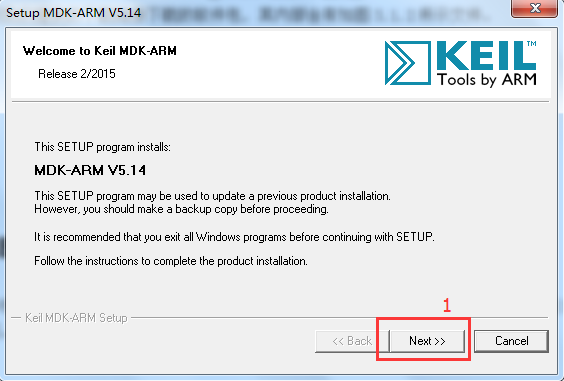 Setup MDK-ARM V5.14
Welcome to Keil MDK-ARM
Release 2/2015
KEIL™
Tools by ARM
This SETUP program installs:
MDK-ARM V5.14
This SETUP program may be used to update a previous product installation.
However, you should make a backup copy before proceeding.
It is recommended that you exit all Windows programs before continuing with SETUP.
Follow the instructions to complete the product installation.
1
Keil MDK-ARM Setup
<< Back
Next >>
Cancel